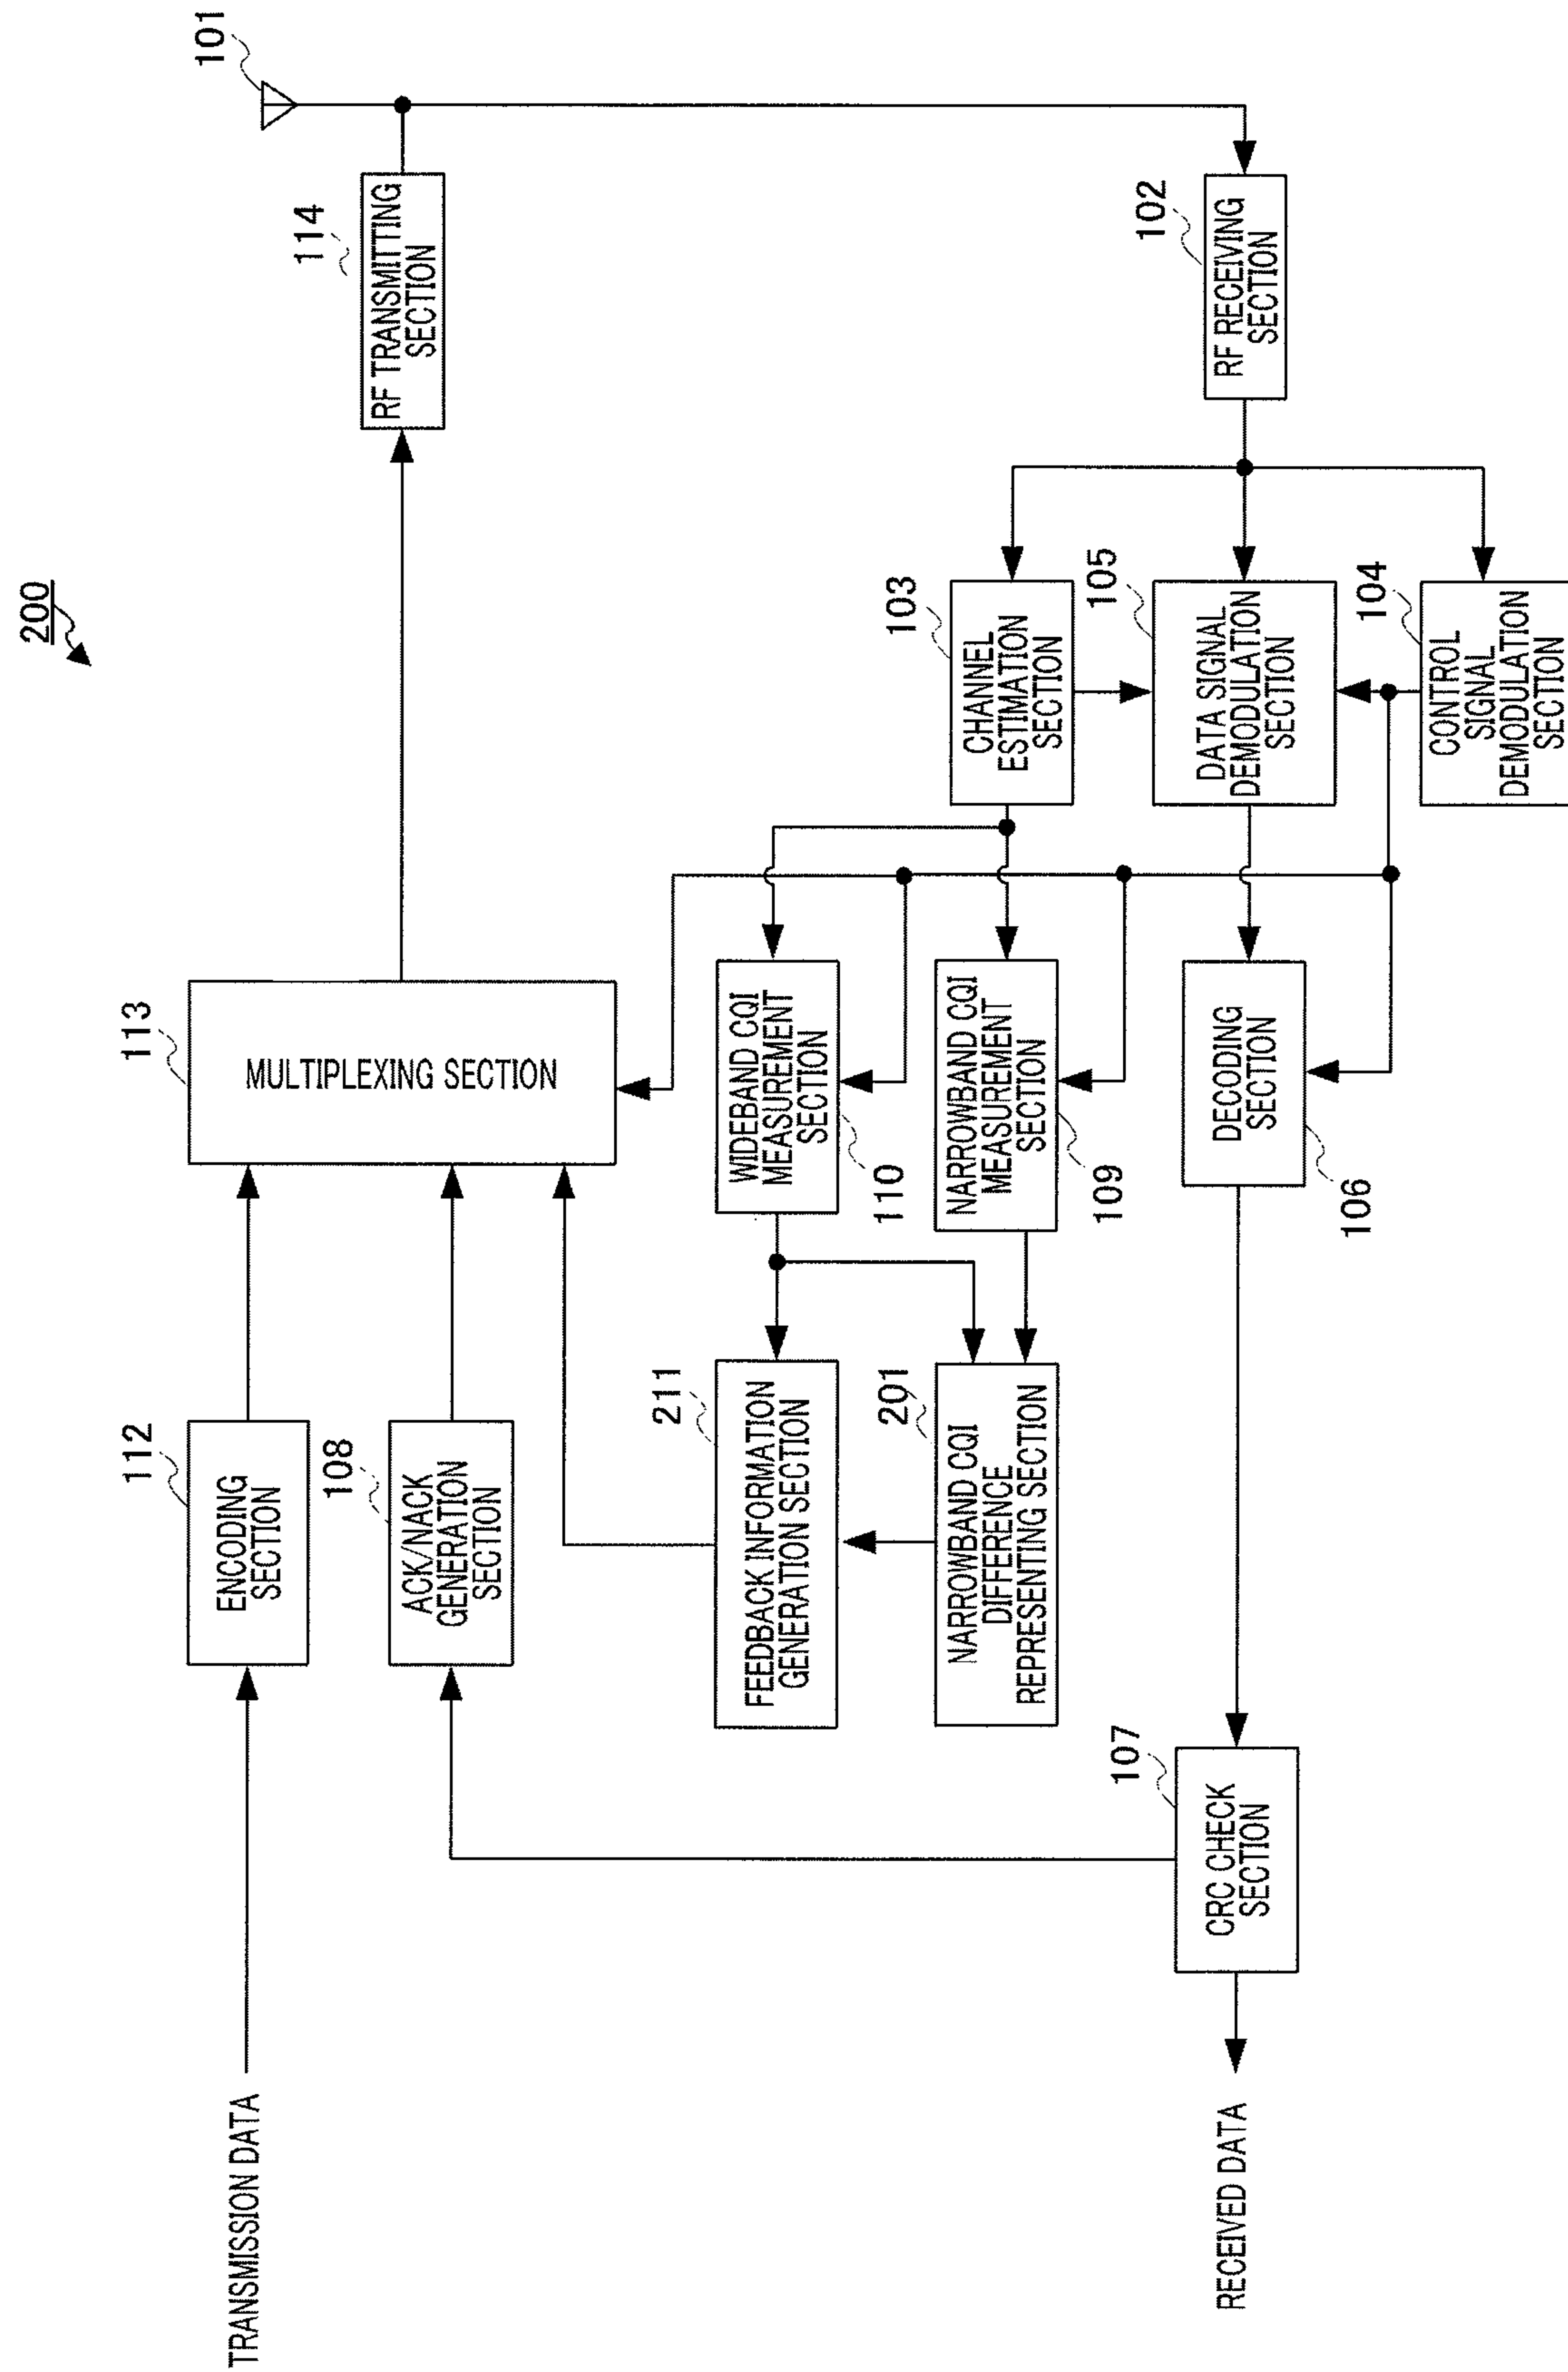 200
101
114
RF TRANSMITTING
SECTION
102
RF RECEIVING
SECTION
113
MULTIPLEXING SECTION
103
CHANNEL
ESTIMATION
SECTION
105
DATA SIGNAL
DEMODULATION
SECTION
104
CONTROL
SIGNAL
DEMODULATION
SECTION
WIDEBAND CQI
MEASUREMENT
SECTION
110
NARROWBAND CQI
MEASUREMENT
SECTION
109
DECODING
SECTION
106
112
ENCODING
SECTION
108
ACK/NACK
GENERATION
SECTION
211
FEEDBACK INFORMATION
GENERATION SECTION
201
NARROWBAND CQI
DIFFERENCE
REPRESENTING SECTION
107
CRC CHECK
SECTION
TRANSMISSION DATA
RECEIVED DATA